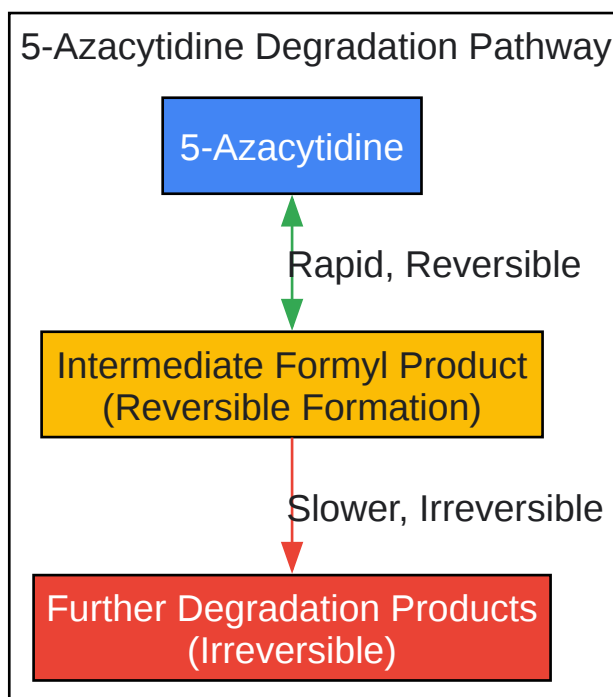 5-Azacytidine Degradation Pathway
5-Azacytidine
Rapid, Reversible
Intermediate Formyl Product
(Reversible Formation)
Slower, Irreversible
Further Degradation Products
(Irreversible)